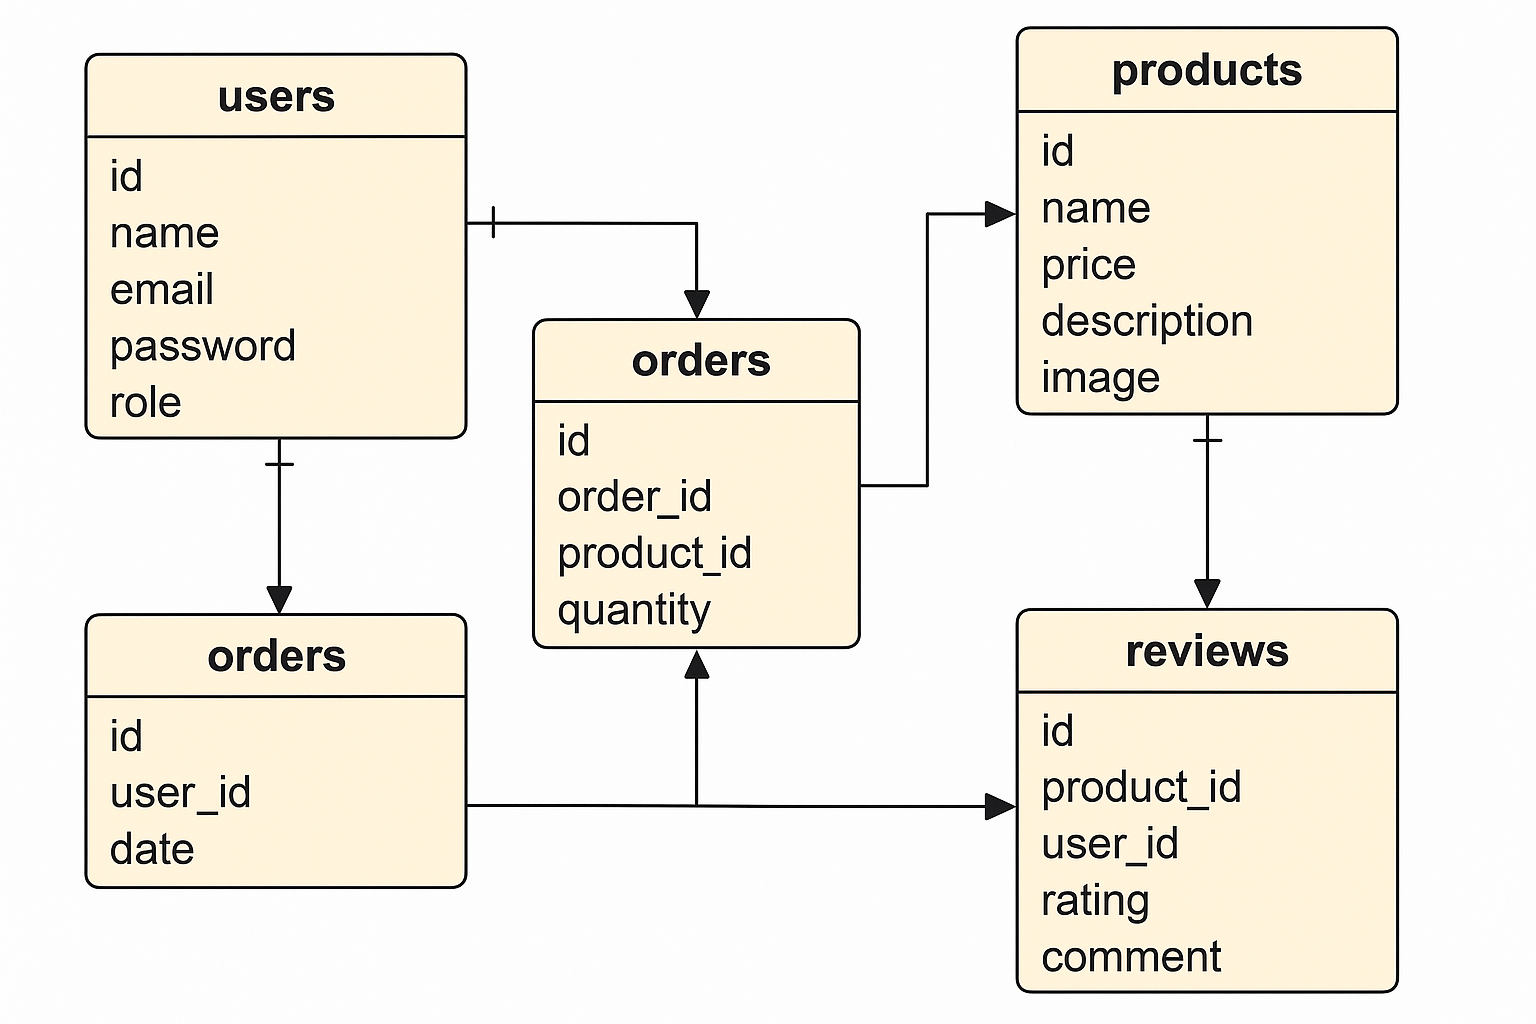 users
id
name
email
password
role
orders
id
order_id
product_id
quantity
products
id
name
price
description
image
orders
id
user_id
date
reviews
id
product_id
user_id
rating
comment